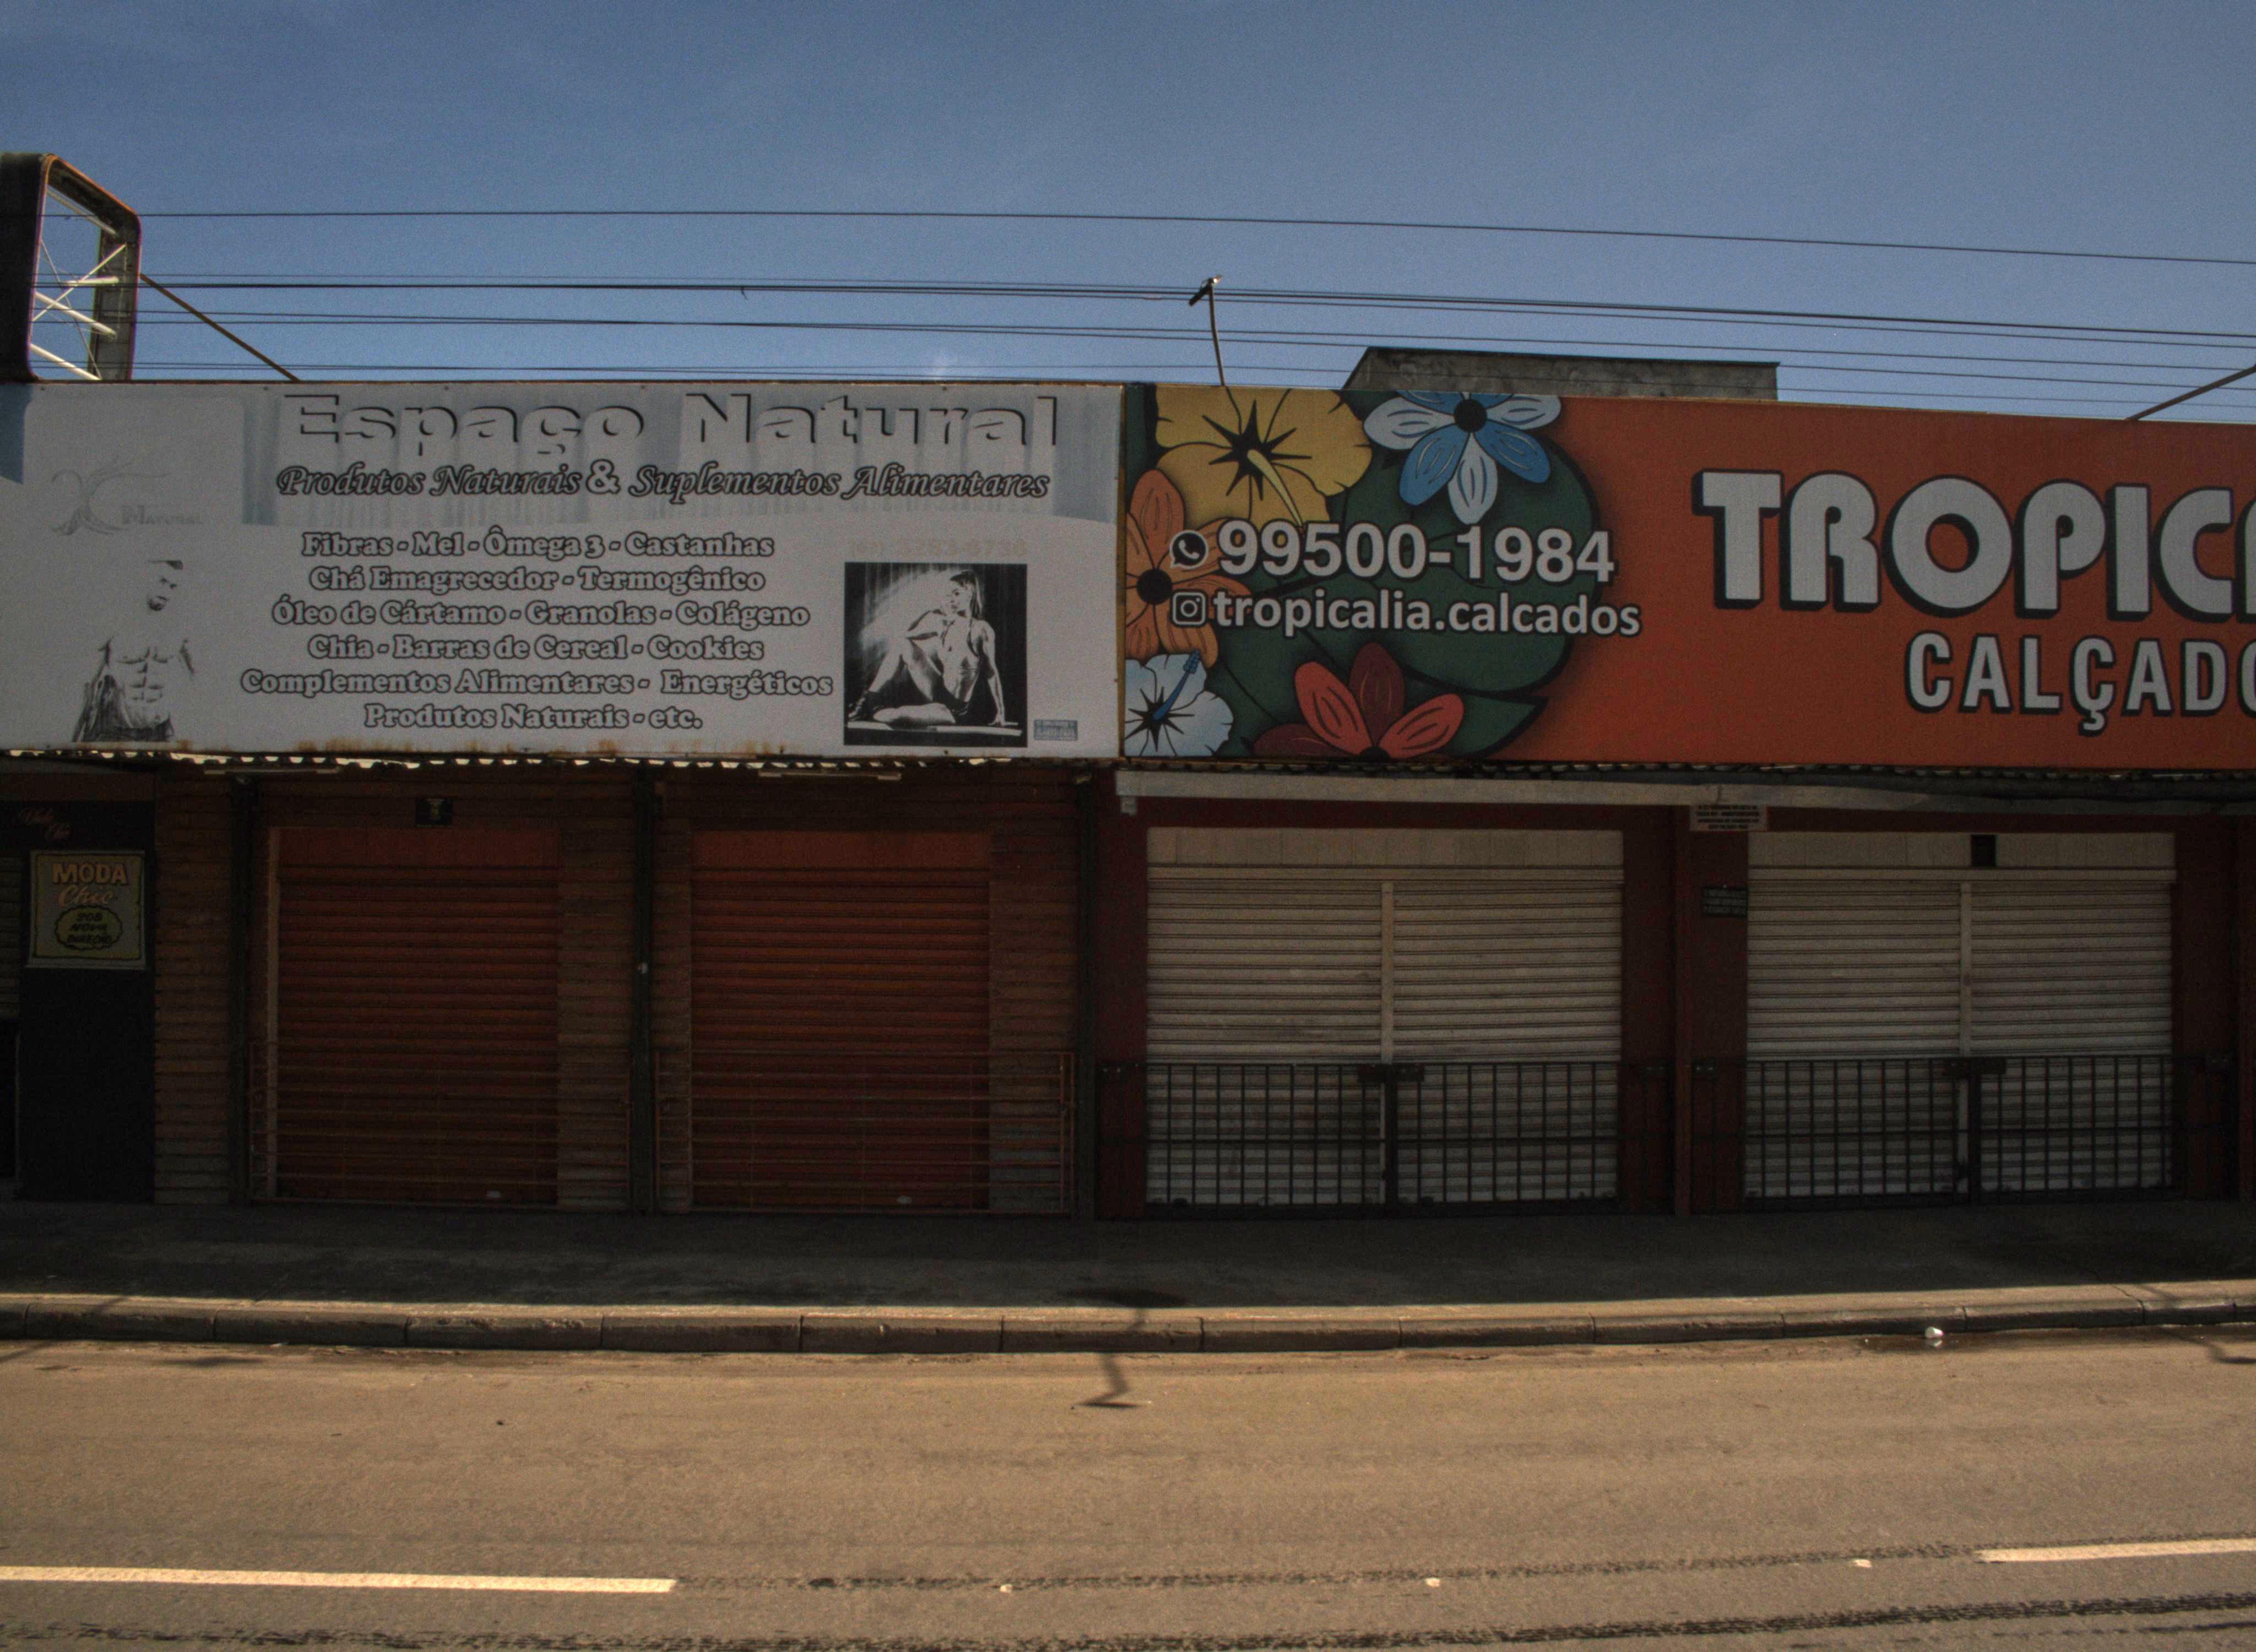 Espaço Natural
Produtos Naturais & Suplementos Alimentares
Natural
Fibras - Mel - Ômega 3 - Castanhas
Chá Emagrecedor - Termogênico
Óleo de Cártamo - Granolas - Colágeno
Chia - Barras de Cereal - Cookies
Complementos Alimentares - Energéticos
Produtos Naturais - etc.
99500-1984
tropicalia.calcados
TROPICA
CALÇADO
MODA
Chic